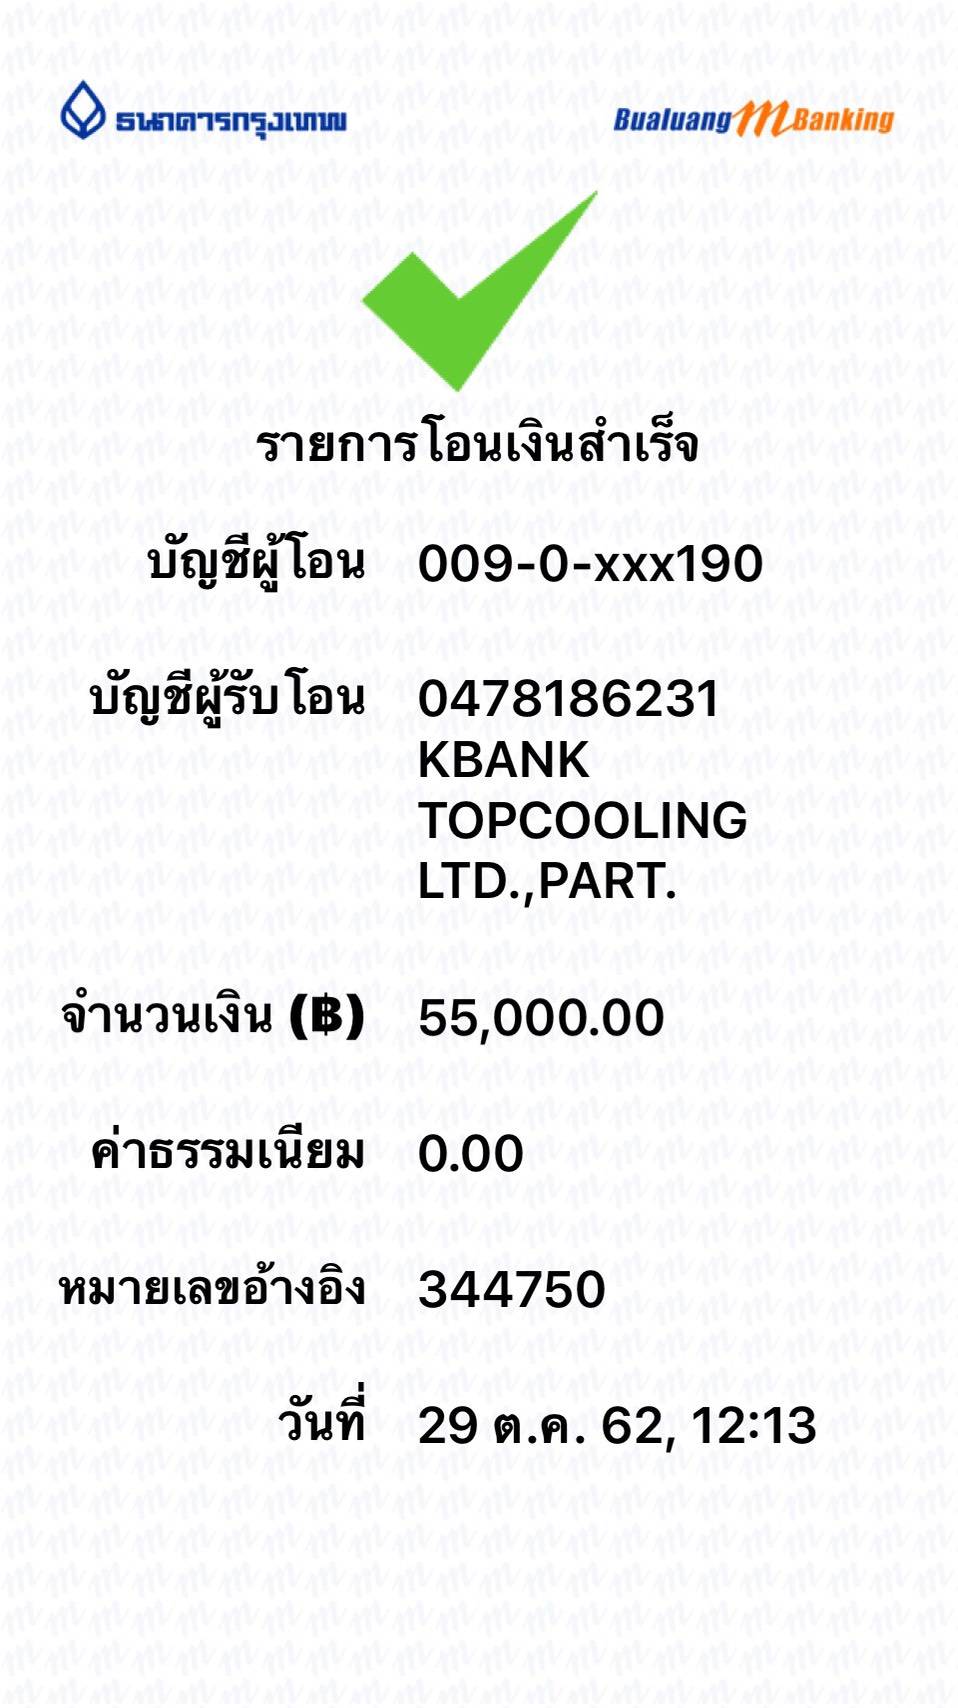 ธนาคารกรุงเทพ
Bualuang mBanking
รายการโอนเงินสำเร็จ
บัญชีผู้โอน 009-0-xxx190
บัญชีผู้รับโอน 0478186231
KBANK
TOPCOOLING
LTD.,PART.
จำนวนเงิน (฿) 55,000.00
ค่าธรรมเนียม 0.00
หมายเลขอ้างอิง 344750
วันที่ 29 ต.ค. 62, 12:13